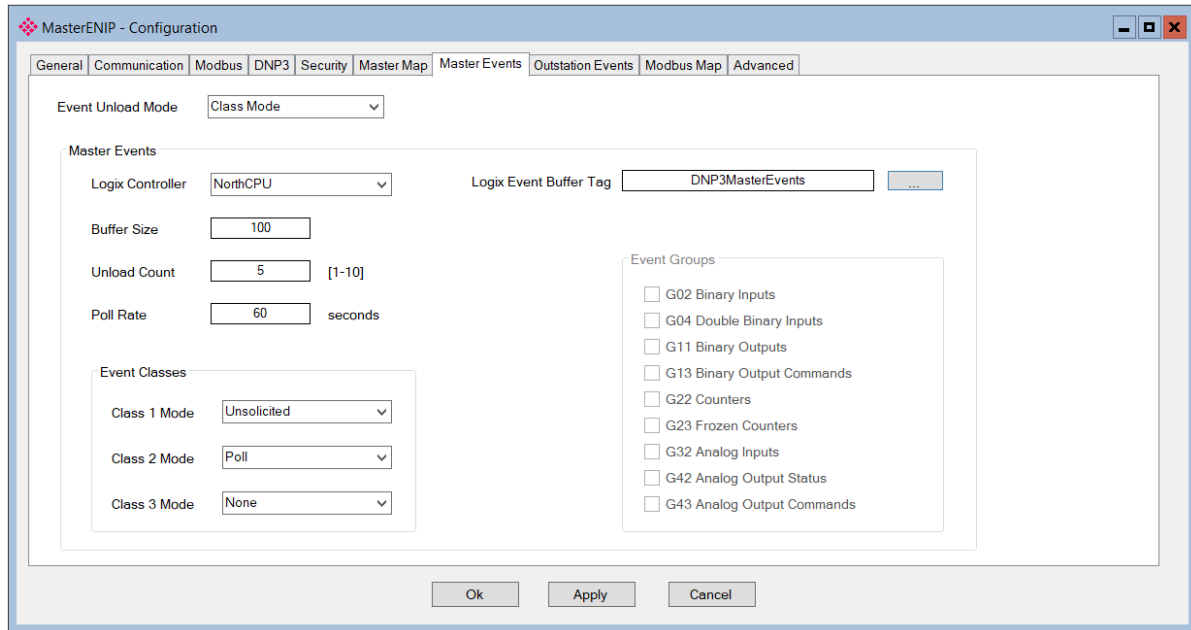 MasterENIP - Configuration
General Communication Modbus DNP3 Security Master Map Master Events Outstation Events Modbus Map Advanced
Event Unload Mode Class Mode
Master Events
Logix Controller NorthCPU Logix Event Buffer Tag DNP3MasterEvents ...
Buffer Size 100
Unload Count 5 [1-10]
Poll Rate 60 seconds
Event Classes
Class 1 Mode Unsolicited
Class 2 Mode Poll
Class 3 Mode None
Event Groups
G02 Binary Inputs
G04 Double Binary Inputs
G11 Binary Outputs
G13 Binary Output Commands
G22 Counters
G23 Frozen Counters
G32 Analog Inputs
G42 Analog Output Status
G43 Analog Output Commands
Ok Apply Cancel